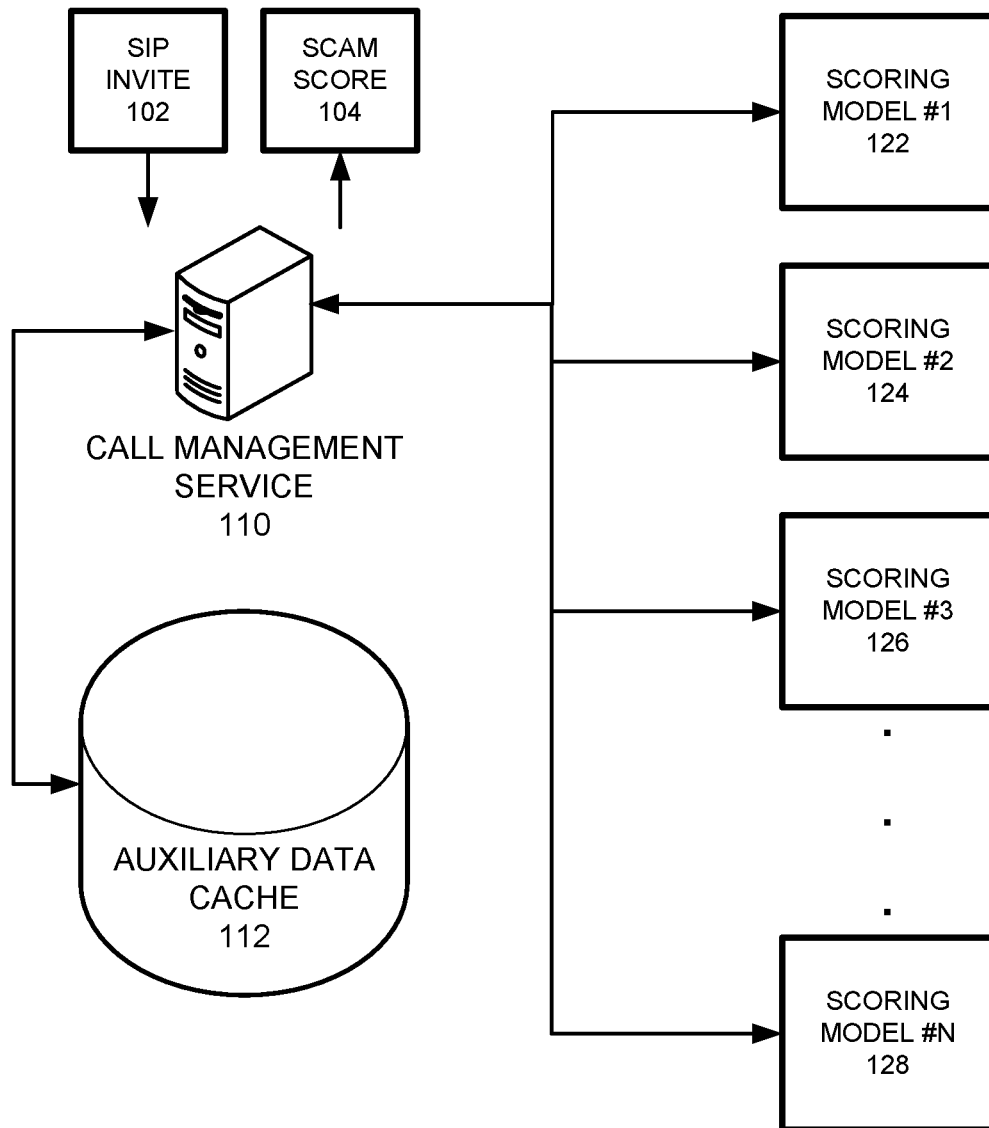 SIP
INVITE
102
SCAM
SCORE
104
SCORING
MODEL #1
122
SCORING
MODEL #2
124
CALL MANAGEMENT
SERVICE
110
SCORING
MODEL #3
126
AUXILIARY DATA
CACHE
112
SCORING
MODEL #N
128